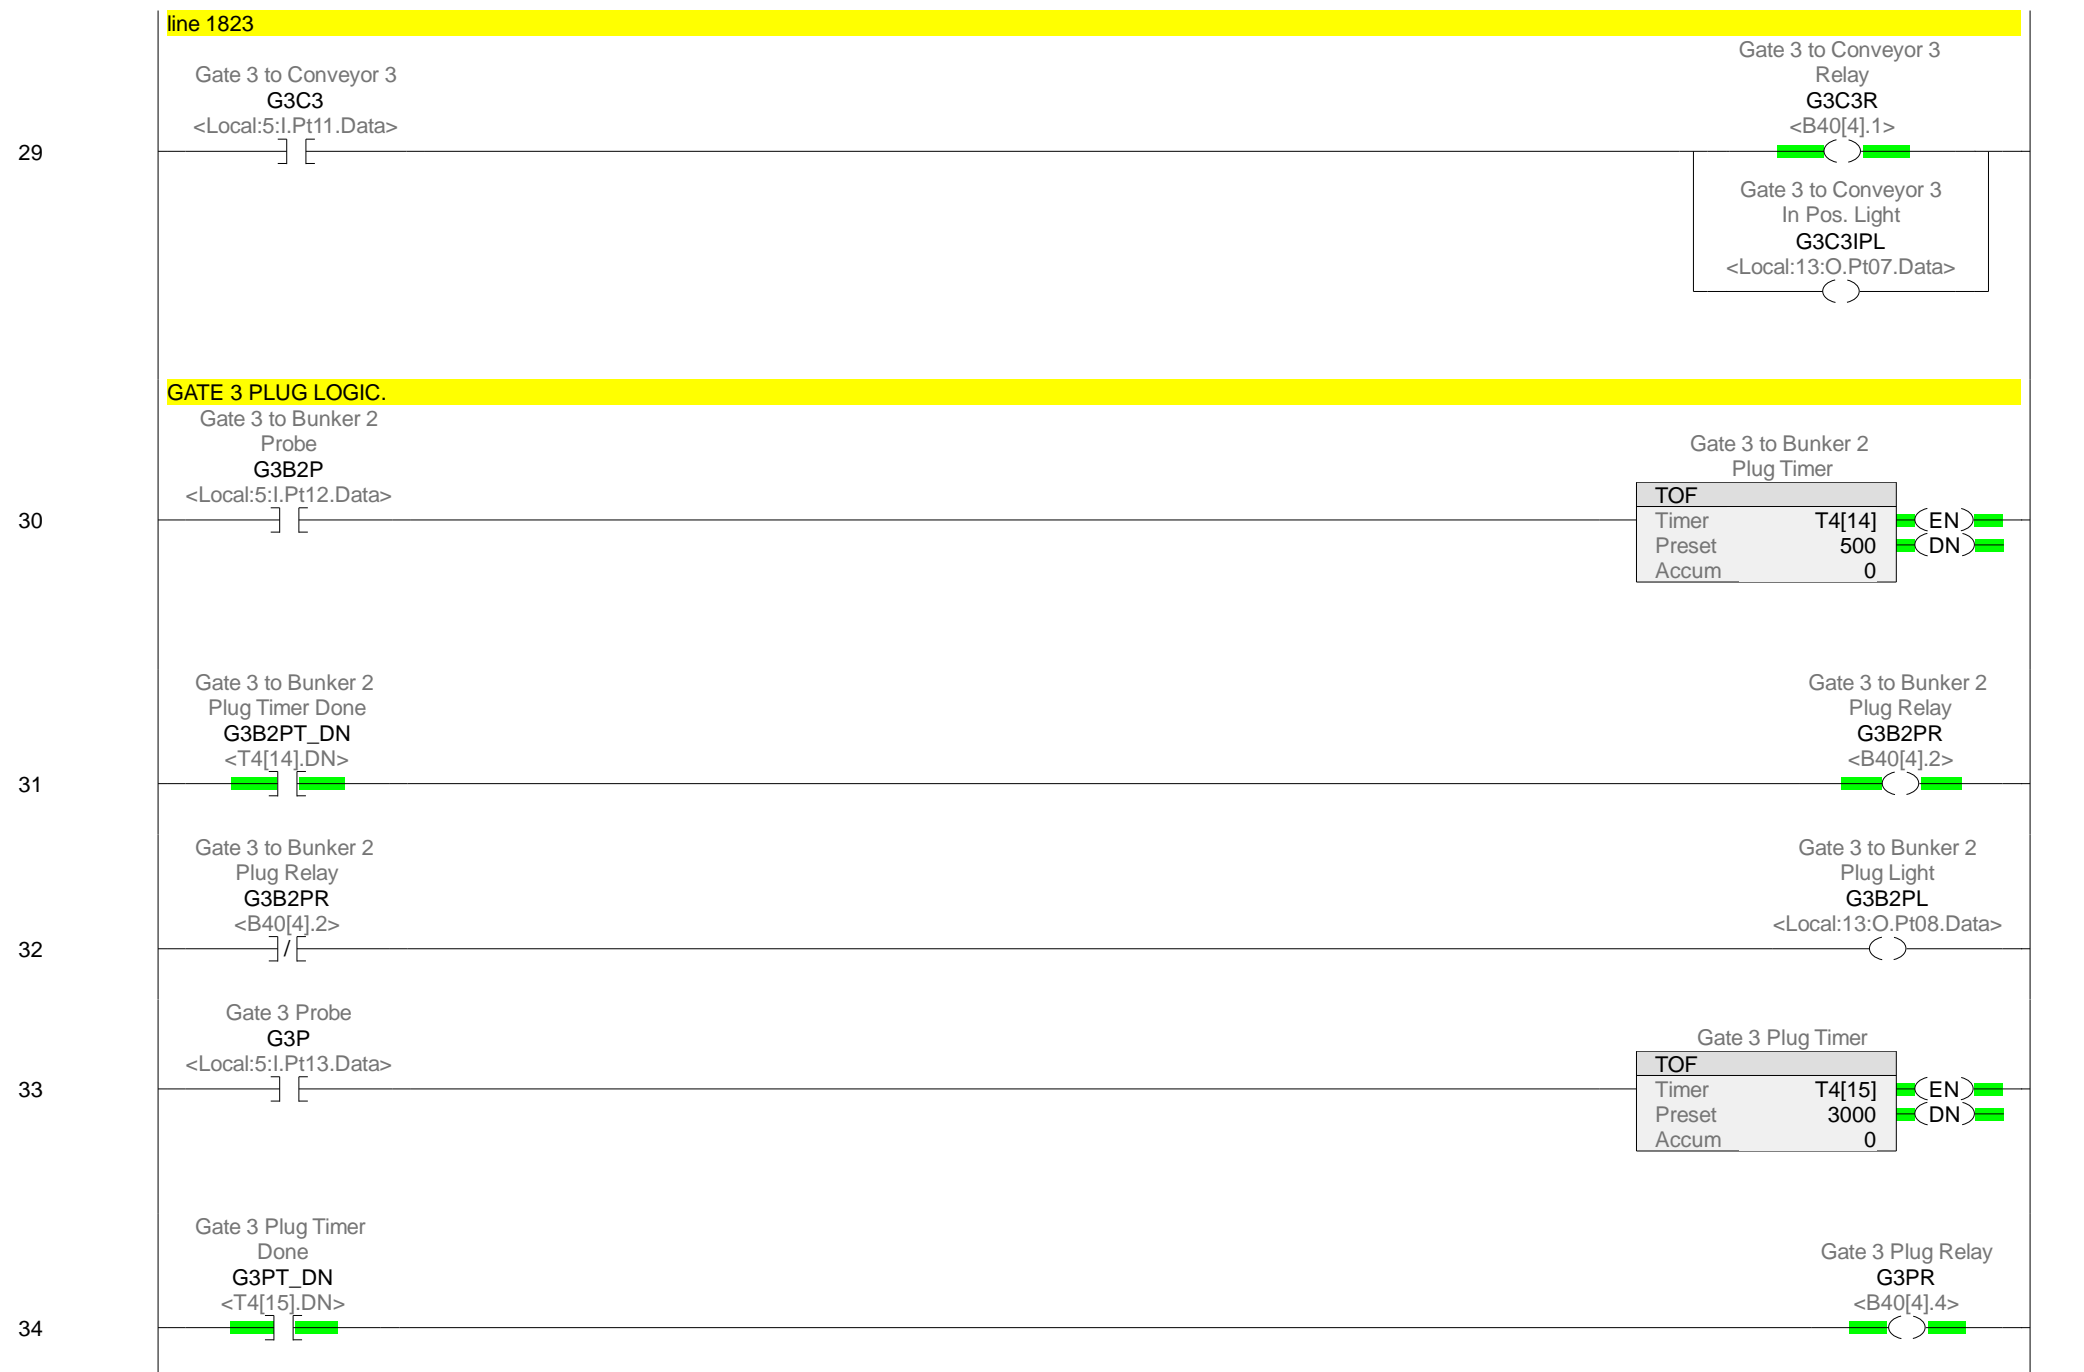 line 1823
Gate 3 to Conveyor 3
G3C3
<Local:5:I.Pt11.Data>
Gate 3 to Conveyor 3
Relay
G3C3R
<B40[4].1>
29
Gate 3 to Conveyor 3
In Pos. Light
G3C3IPL
<Local:13:O.Pt07.Data>
GATE 3 PLUG LOGIC.
Gate 3 to Bunker 2
Probe
G3B2P
<Local:5:I.Pt12.Data>
Gate 3 to Bunker 2
Plug Timer
TOF
30
Timer T4[14] EN
Preset 500 DN
Accum 0
Gate 3 to Bunker 2
Plug Timer Done
G3B2PT_DN
<T4[14].DN>
Gate 3 to Bunker 2
Plug Relay
G3B2PR
<B40[4].2>
31
Gate 3 to Bunker 2
Plug Relay
G3B2PR
<B40[4].2>
/
Gate 3 to Bunker 2
Plug Light
G3B2PL
<Local:13:O.Pt08.Data>
32
Gate 3 Probe
G3P
<Local:5:I.Pt13.Data>
Gate 3 Plug Timer
TOF
33
Timer T4[15] EN
Preset 3000 DN
Accum 0
Gate 3 Plug Timer
Done
G3PT_DN
<T4[15].DN>
Gate 3 Plug Relay
G3PR
<B40[4].4>
34